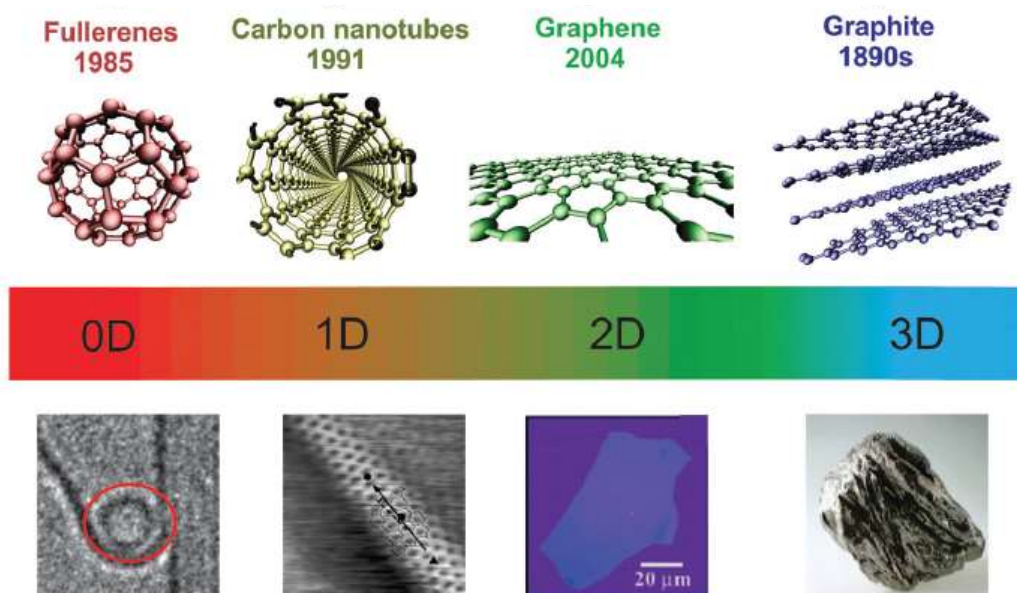 Fullerenes
1985
Carbon nanotubes
1991
Graphene
2004
Graphite
1890s
0D
1D
2D
3D
20 μm